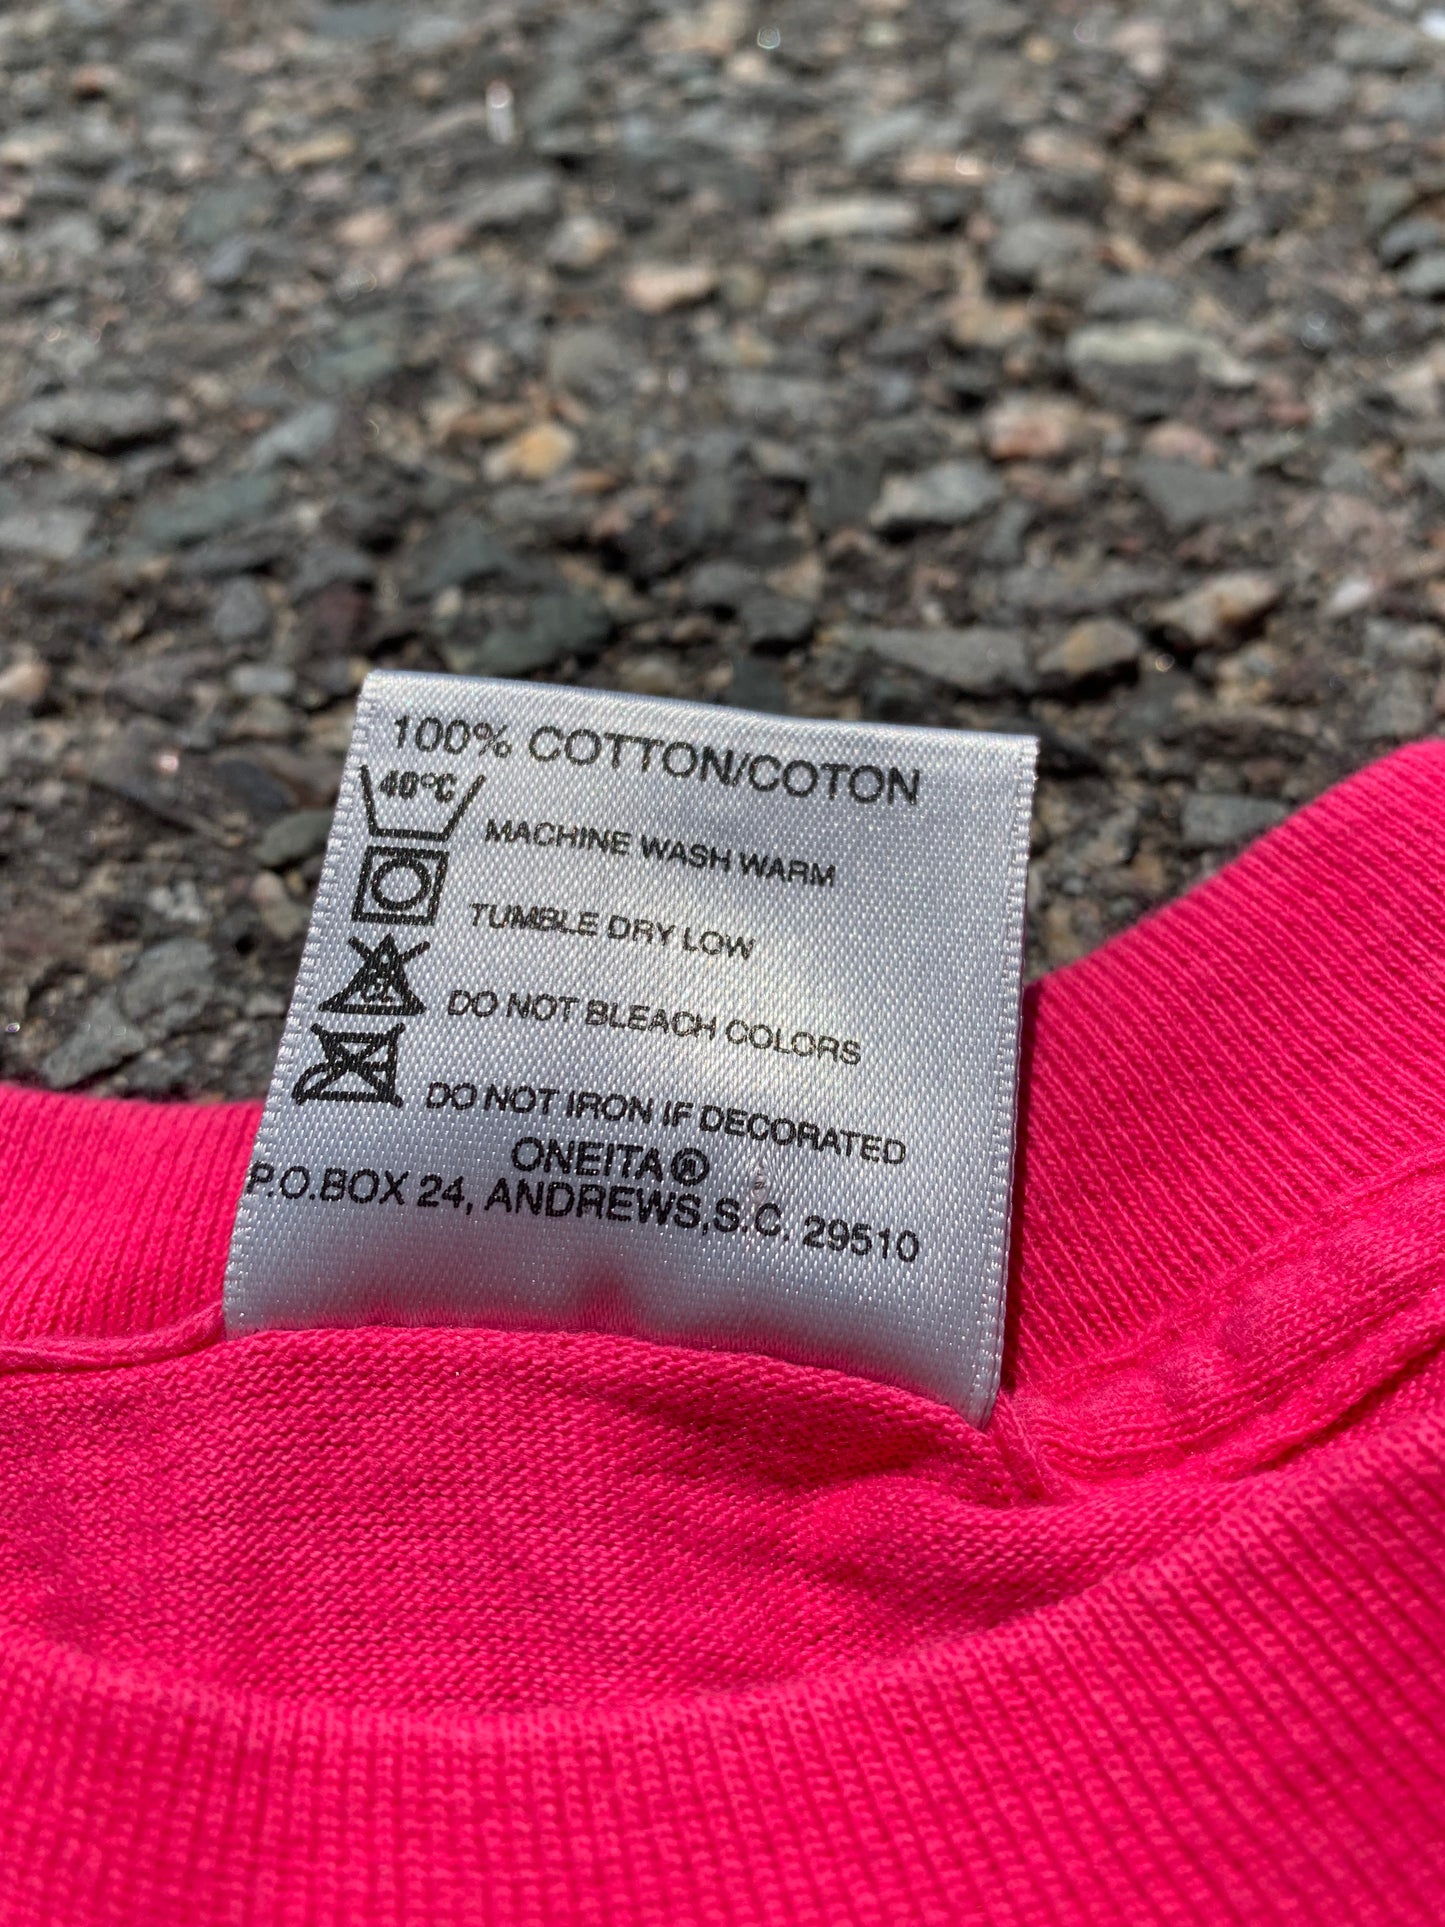 100% COTTON/COTON
40°C
MACHINE WASH WARM
TUMBLE DRY LOW
DO NOT BLEACH COLORS
DO NOT IRON IF DECORATED
ONEITA®
P.O.BOX 24, ANDREWS,S.C. 29510